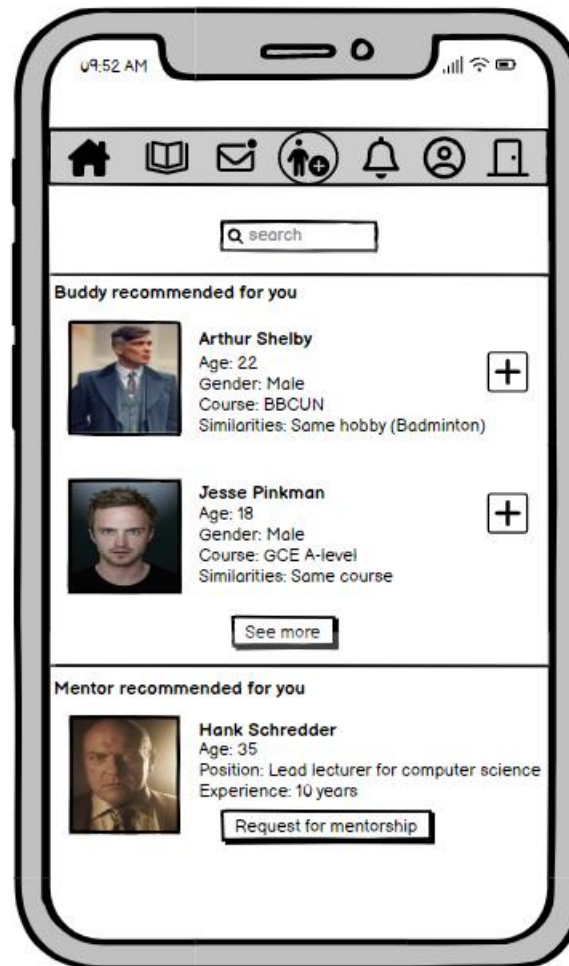 09:52 AM
search
Buddy recommended for you
Arthur Shelby
Age: 22
Gender: Male
Course: BBCUN
Similarities: Same hobby (Badminton)
Jesse Pinkman
Age: 18
Gender: Male
Course: GCE A-level
Similarities: Same course
See more
Mentor recommended for you
Hank Schredder
Age: 35
Position: Lead lecturer for computer science
Experience: 10 years
Request for mentorship